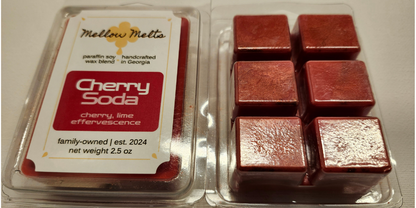 Mellow Melts
paraffin soy handcrafted
wax blend in Georgia
Cherry
Soda
cherry, lime
effervescence
family-owned | est. 2024
net weight 2.5 oz